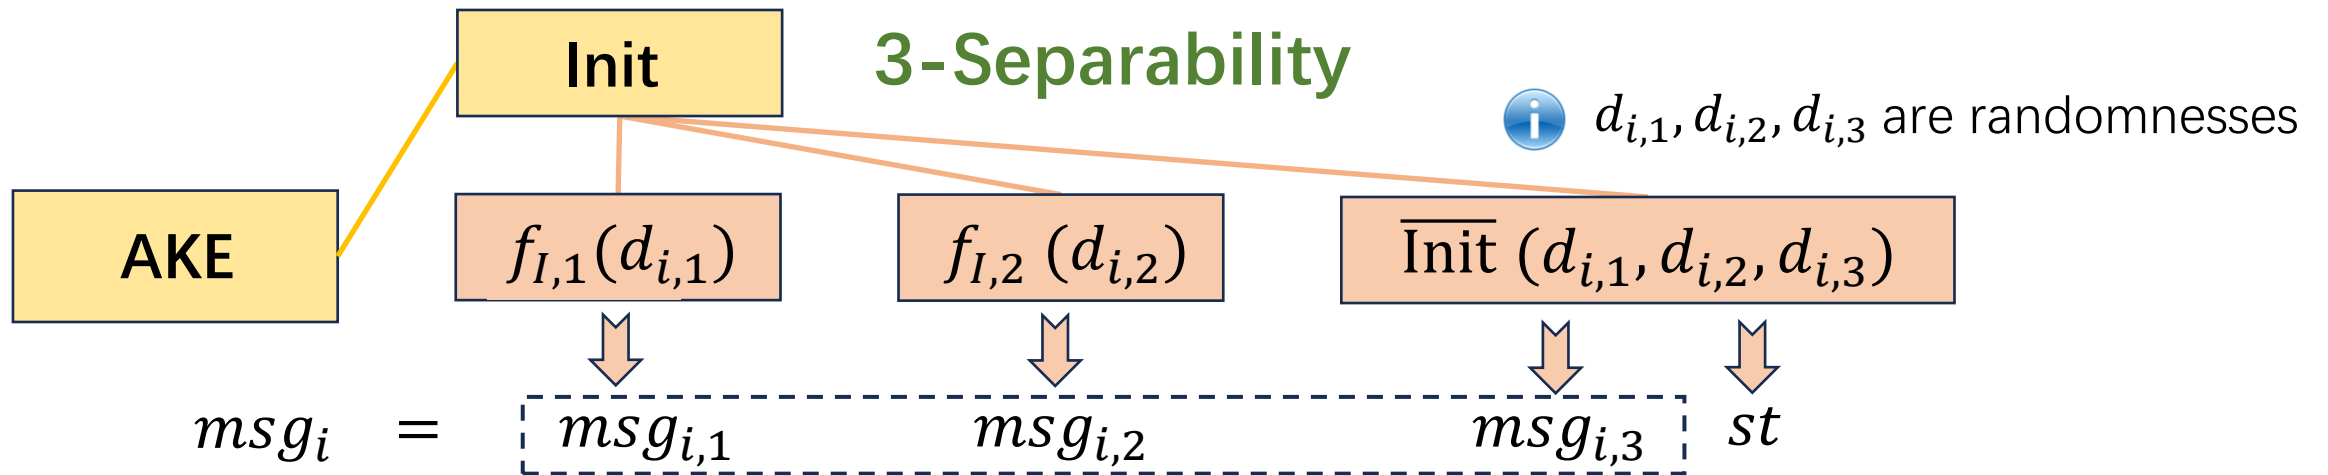 Init
3-Separability
i $d_{i,1}, d_{i,2}, d_{i,3}$ are randomnesses
AKE
$f_{I,1}(d_{i,1})$
$f_{I,2}\ (d_{i,2})$
$\overline{\text{Init}}\ (d_{i,1}, d_{i,2}, d_{i,3})$
$msg_i = msg_{i,1}\ msg_{i,2}\ msg_{i,3}\ st$